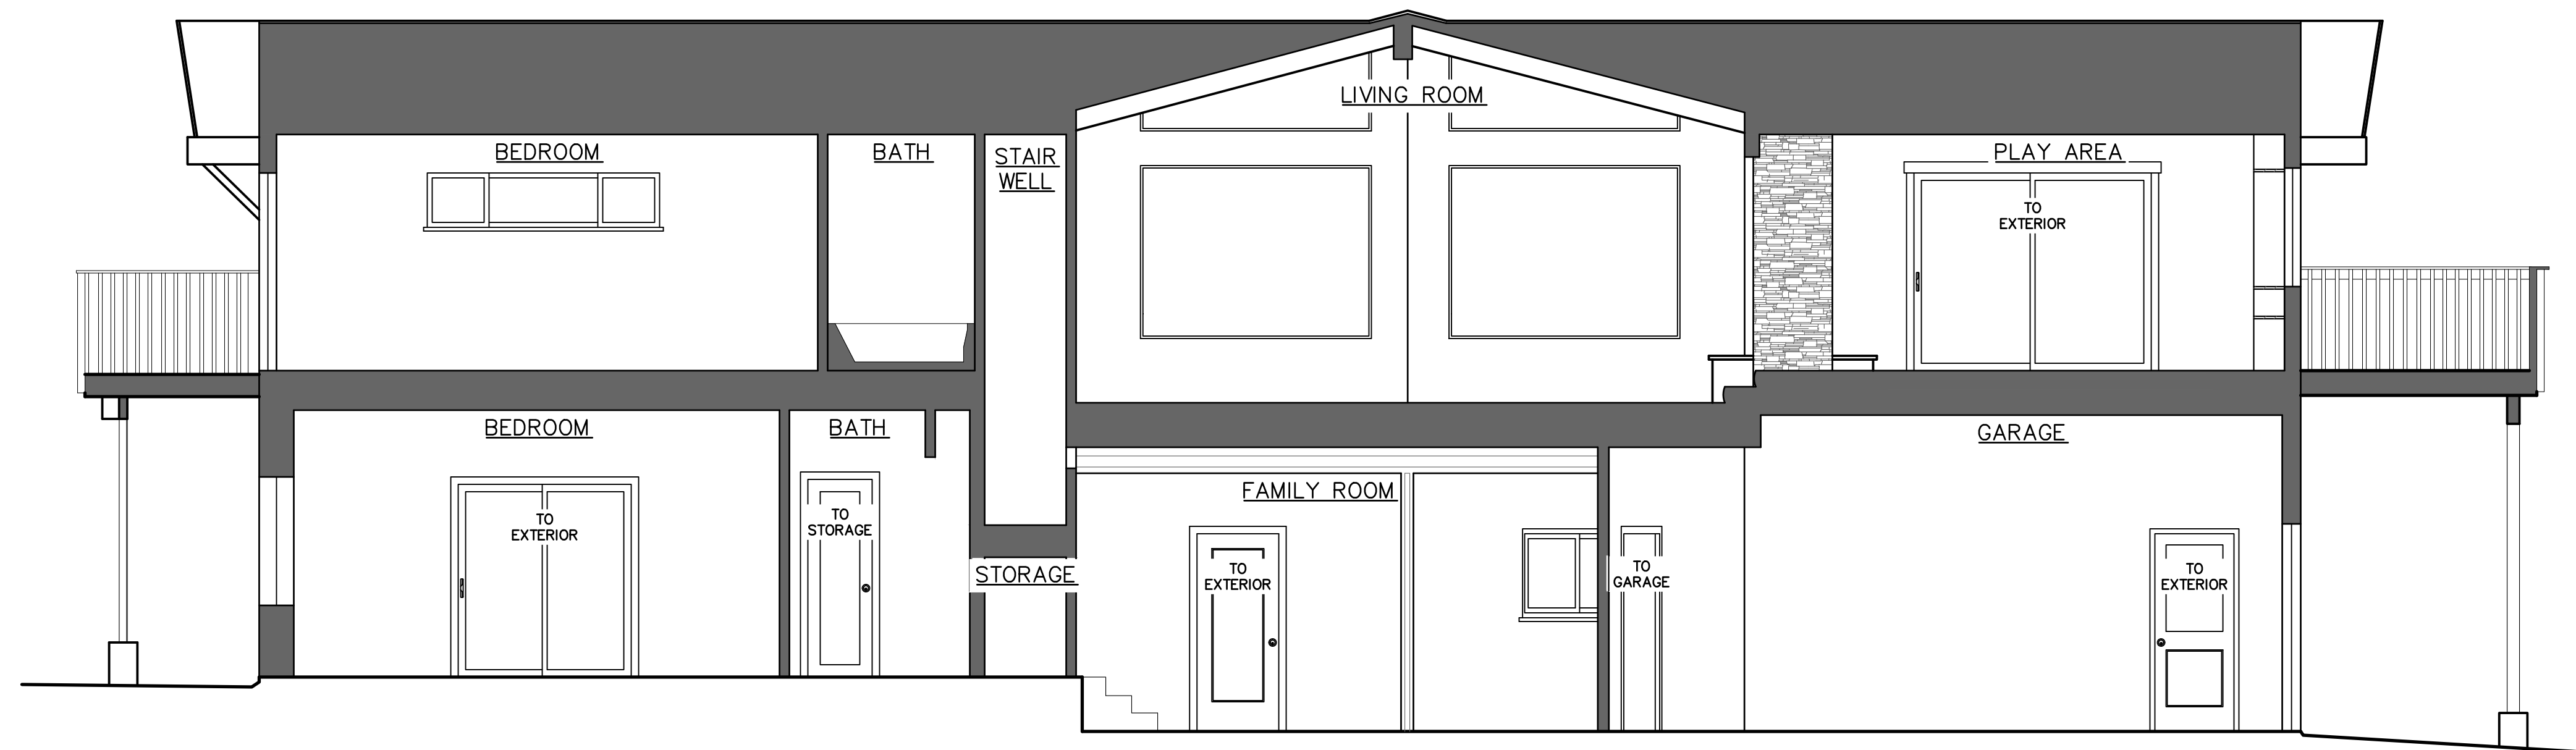 LIVING ROOM
BEDROOM
BATH
STAIR
WELL
PLAY AREA
TO
EXTERIOR
BEDROOM
BATH
GARAGE
FAMILY ROOM
TO
EXTERIOR
TO
STORAGE
STORAGE
TO
EXTERIOR
TO
GARAGE
TO
EXTERIOR